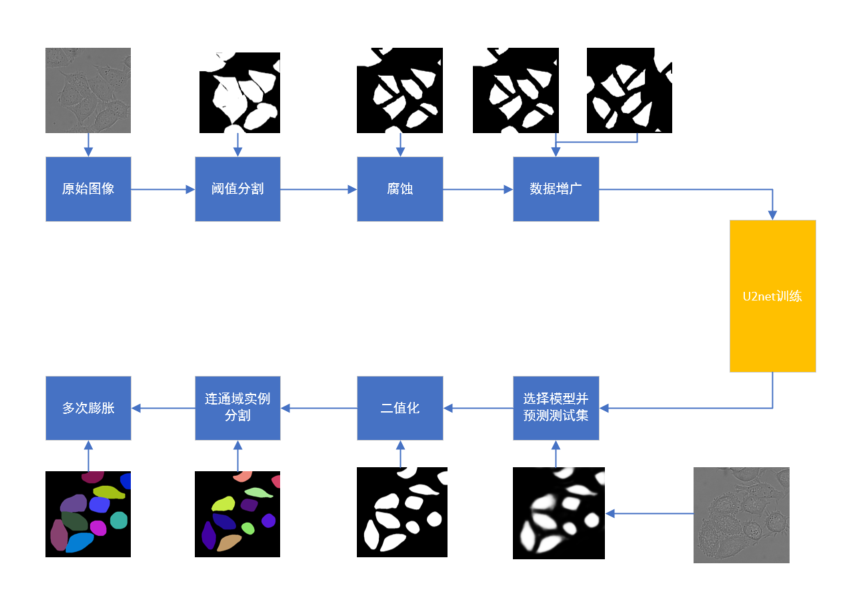 原始图像
阈值分割
腐蚀
数据增广
U2net训练
多次膨胀
连通域实例
分割
二值化
选择模型并
预测测试集